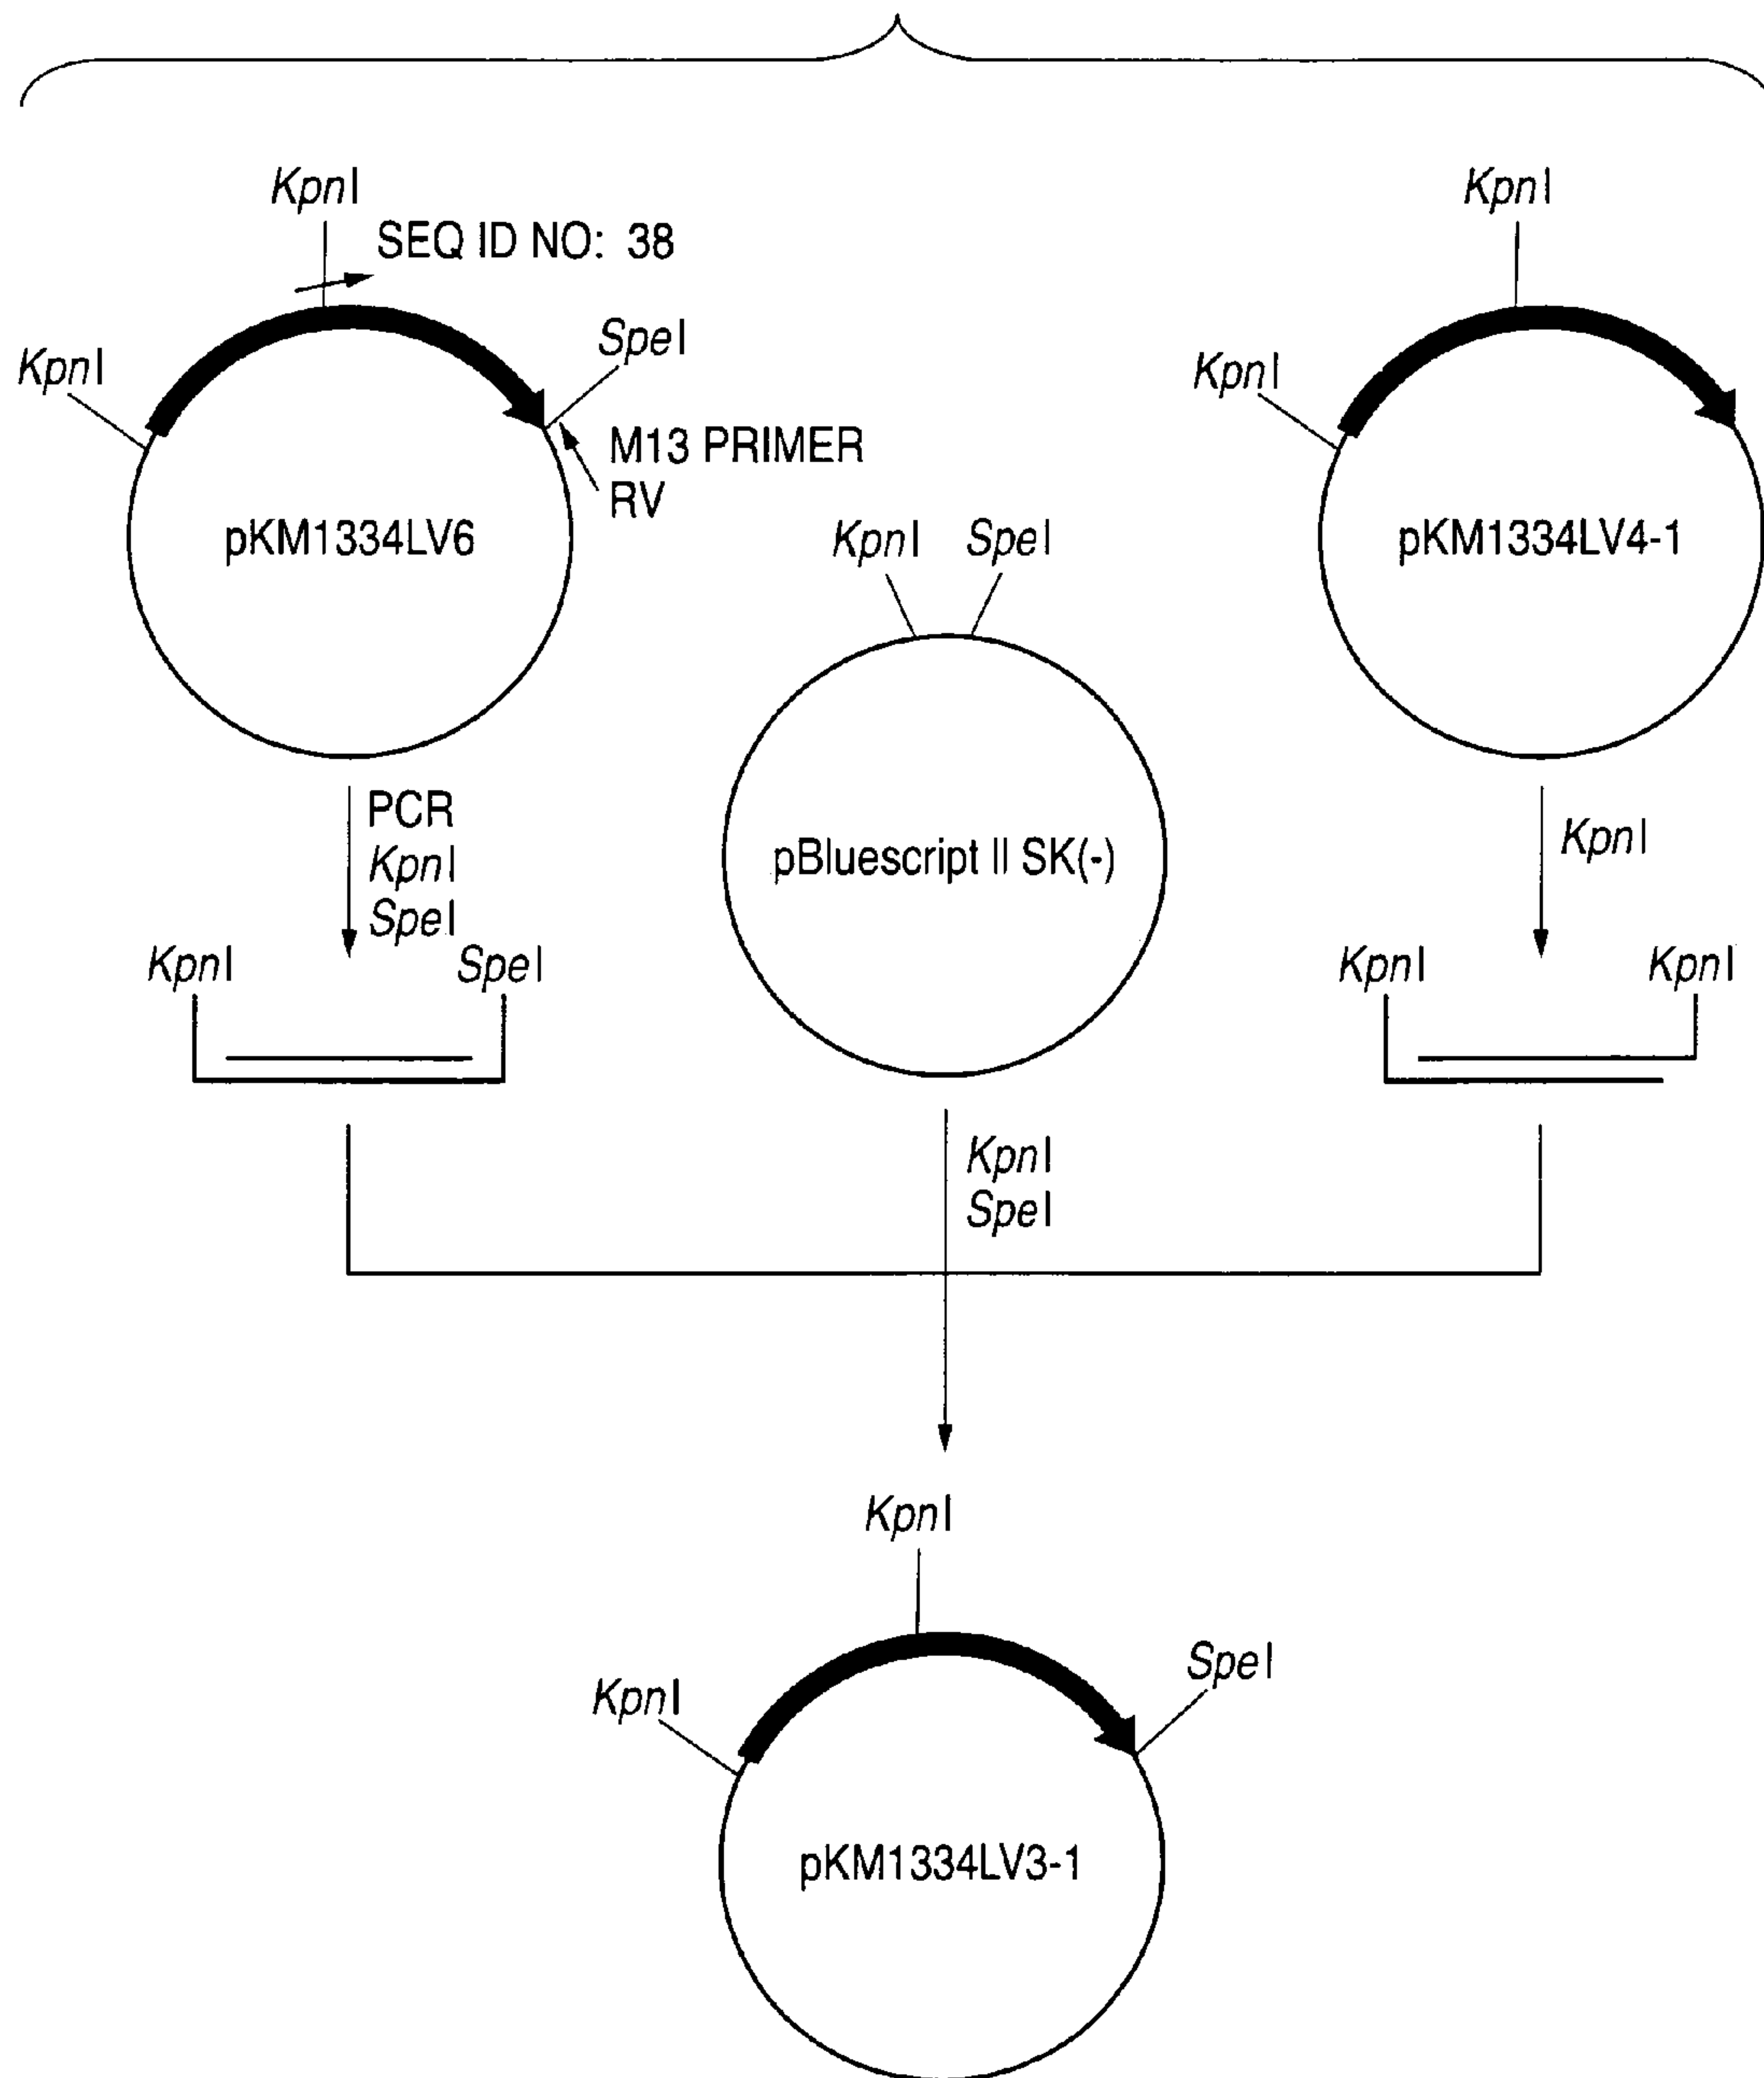 KpnI
SEQ ID NO: 38
KpnI
SpeI
M13 PRIMER
RV
pKM1334LV6
KpnI
KpnI
pKM1334LV4-1
KpnI SpeI
pBluescript II SK(-)
PCR
KpnI
SpeI
KpnI
KpnI
SpeI
KpnI
KpnI
KpnI
SpeI
KpnI
KpnI
SpeI
pKM1334LV3-1